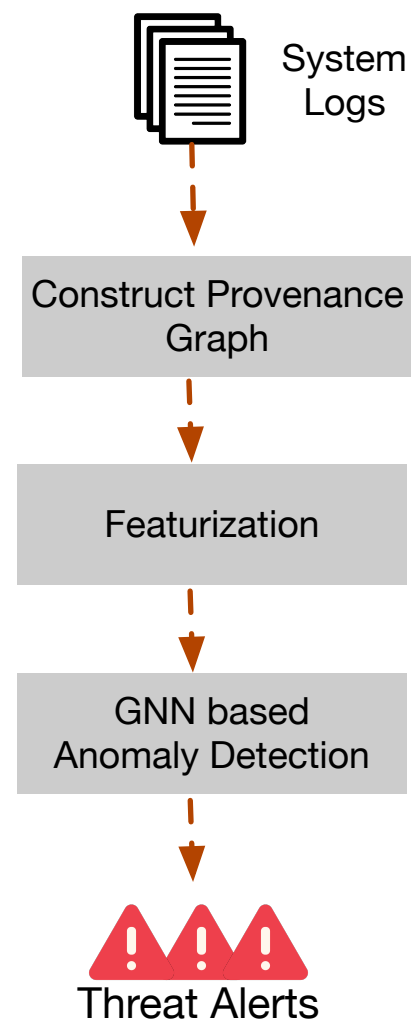 System
Logs
Construct Provenance
Graph
Featurization
GNN based
Anomaly Detection
Threat Alerts